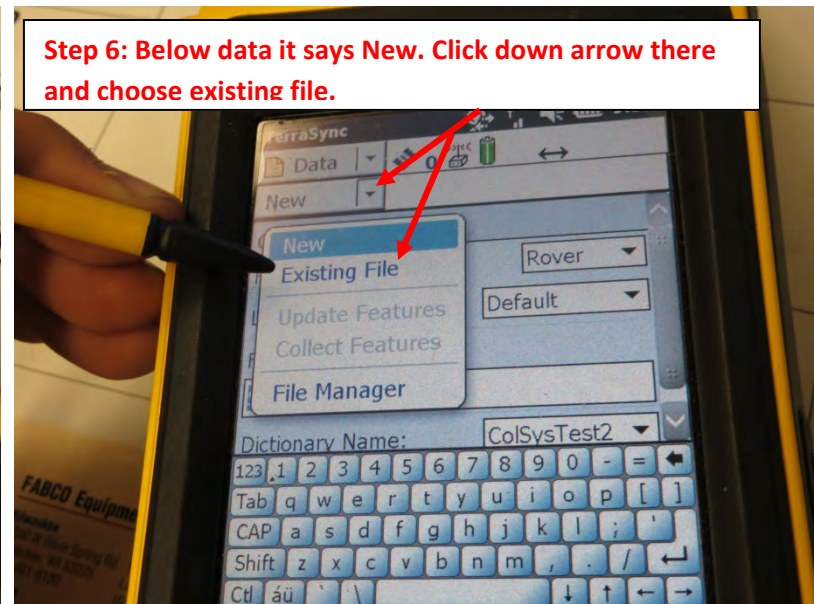 Step 6: Below data it says New. Click down arrow there
and choose existing file.
TerraSync
Data
0
New
New
Existing File
Rover
Update Features
Default
Collect Features
File Manager
Dictionary Name:
ColSysTest2
123 1 2 3 4 5 6 7 8 9 0 - =
Tab q w e r t y u i o p [ ]
CAP a s d f g h j k l ; '
Shift z x c v b n m , . /
Ctl áü ` \
FABCO Equipme